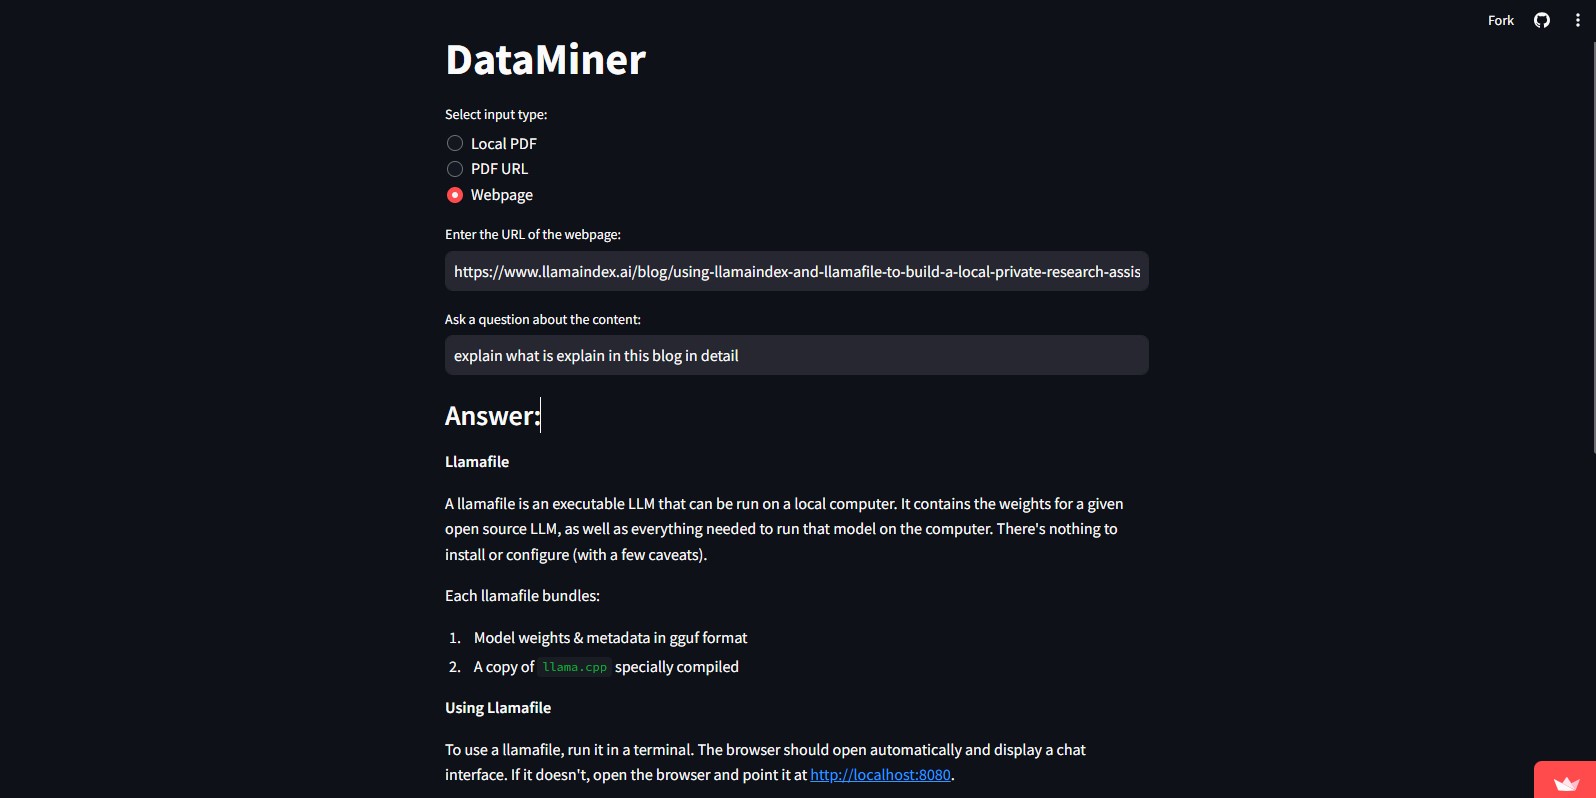 Fork
DataMiner
Select input type:
Local PDF
PDF URL
Webpage
Enter the URL of the webpage:
https://www.llamaindex.ai/blog/using-llamaindex-and-llamafile-to-build-a-local-private-research-assis
Ask a question about the content:
explain what is explain in this blog in detail
Answer:
Llamafile
A llamafile is an executable LLM that can be run on a local computer. It contains the weights for a given
open source LLM, as well as everything needed to run that model on the computer. There's nothing to
install or configure (with a few caveats).
Each llamafile bundles:
1. Model weights & metadata in gguf format
2. A copy of llama.cpp specially compiled
Using Llamafile
To use a llamafile, run it in a terminal. The browser should open automatically and display a chat
interface. If it doesn't, open the browser and point it at http://localhost:8080.